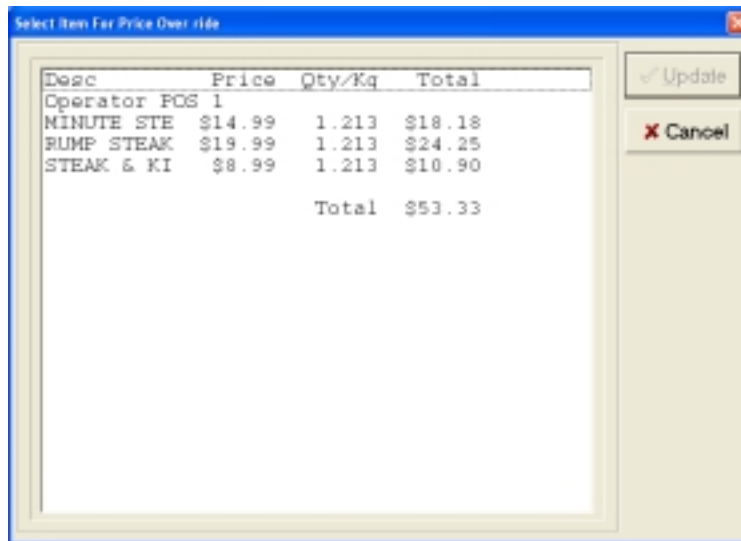 Select Item For Price Over ride
Desc Price Qty/Kg Total
Operator POS 1
MINUTE STE $14.99 1.213 $18.18
RUMP STEAK $19.99 1.213 $24.25
STEAK & KI $8.99 1.213 $10.90
Total $53.33
Update
Cancel